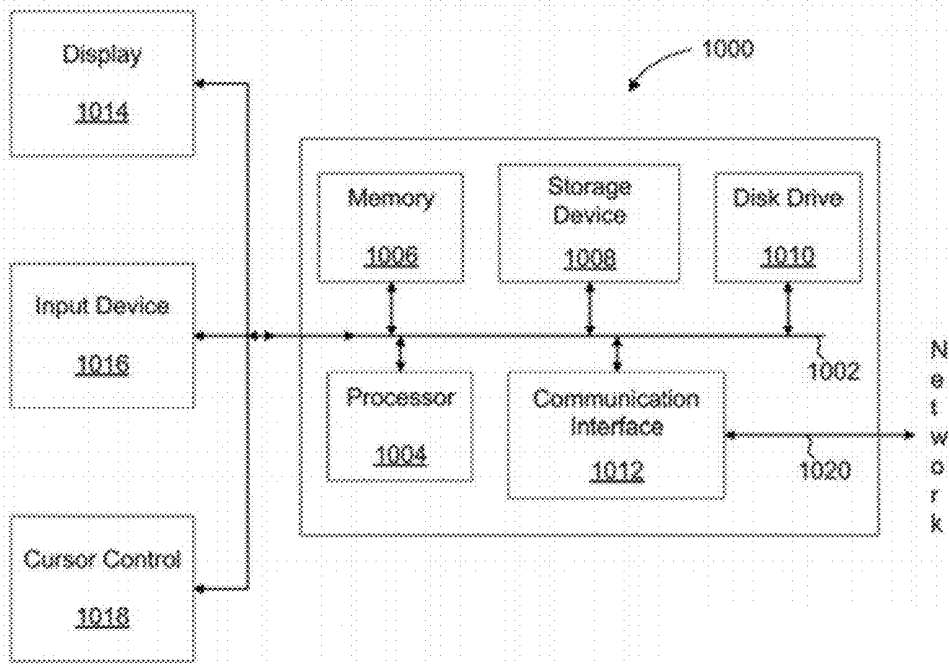 Display
1014
1000
Memory
1006
Storage
Device
1008
Disk Drive
1010
Input Device
1016
1002
Processor
1004
Communication
Interface
1012
1020
Network
Cursor Control
1018